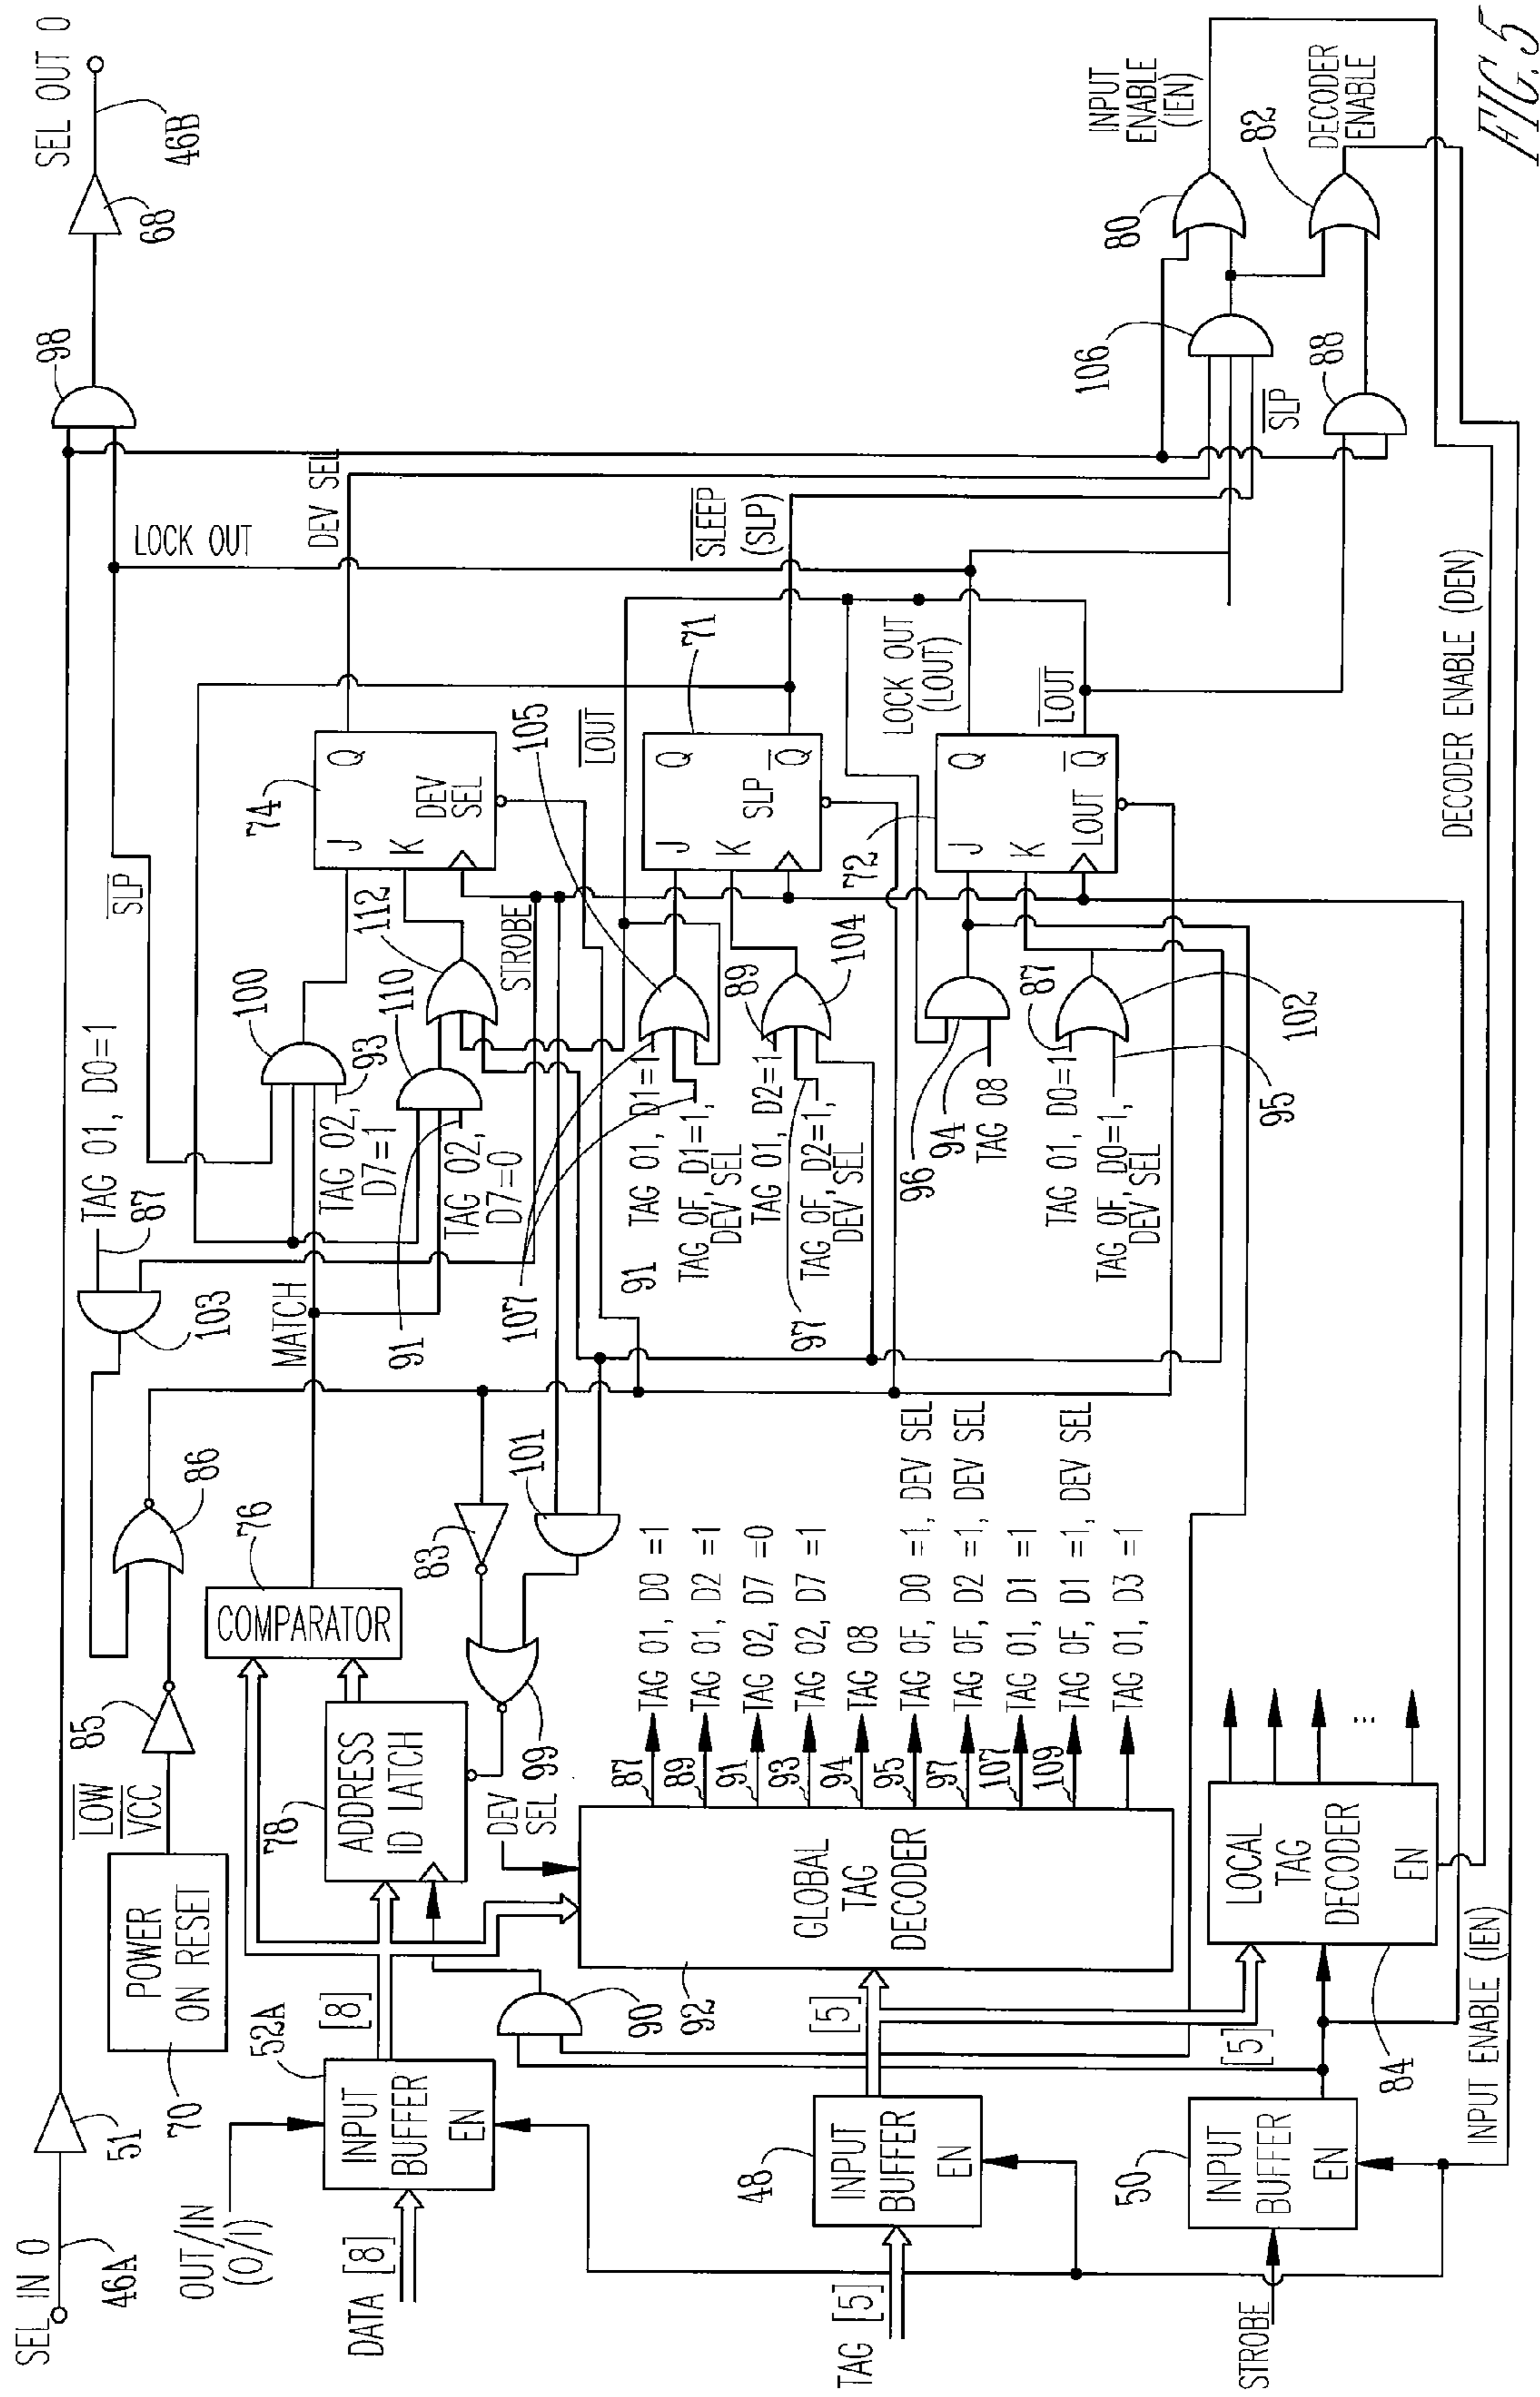 SEL IN 0
46A
51
SEL OUT 0
46B
68
98
LOCK OUT
SLP
TAG 01, D0=1
87
103
POWER
ON RESET
70
LOW
VCC
85
86
COMPARATOR
76
MATCH
100
TAG 02,
D7=1
93
110
112
91
TAG 02,
D7=0
STROBE
74
J
Q
K
DEV
SEL
DEV SEL
OUT/IN
(0/1)
DATA [8]
52A
INPUT
BUFFER
EN
[8]
78
ADDRESS
ID LATCH
83
99
101
90
DEV
SEL
107
105
LOUT
91
TAG 01, D1=1
TAG 0F, D1=1,
DEV SEL
71
J
Q
K
SLP
Q
SLEEP
(SLP)
89
TAG 01, D2=1
TAG 0F, D2=1,
DEV SEL
97
104
72
J
Q
K
LOUT
Q
LOCK OUT
(LOUT)
LOUT
96
94
TAG 08
87
TAG 01, D0=1
TAG 0F, D0=1,
DEV SEL
95
102
92
GLOBAL
TAG
DECODER
87
TAG 01, D0 =1
89
TAG 01, D2 =1
91
TAG 02, D7 =0
93
TAG 02, D7 =1
94
TAG 08
95
TAG 0F, D0 =1, DEV SEL
97
TAG 0F, D2 =1, DEV SEL
107
TAG 01, D1 =1
109
TAG 0F, D1 =1, DEV SEL
TAG 01, D3 =1
TAG [5]
48
INPUT
BUFFER
EN
[5]
[5]
STROBE
50
INPUT
BUFFER
EN
84
LOCAL
TAG
DECODER
EN
INPUT ENABLE (IEN)
DECODER ENABLE (DEN)
106
SLP
88
80
INPUT
ENABLE
(IEN)
82
DECODER
ENABLE
FIG. 5